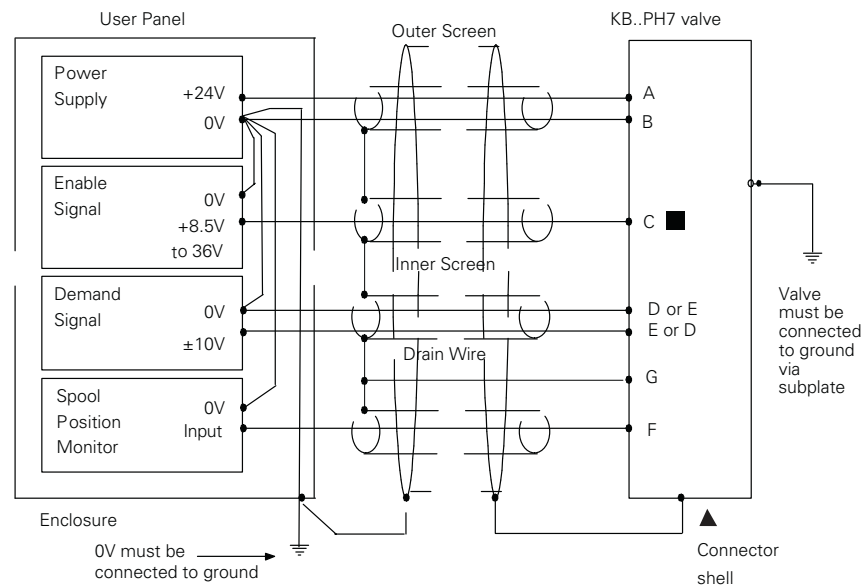 User Panel
Outer Screen
KB..PH7 valve
Power
Supply
+24V
0V
A
B
Enable
Signal
0V
+8.5V
to 36V
C
Inner Screen
Demand
Signal
0V
±10V
D or E
E or D
Drain Wire
G
Spool
Position
Monitor
0V
Input
F
Valve
must be
connected
to ground
via
subplate
Enclosure
0V must be
connected to ground
Connector
shell